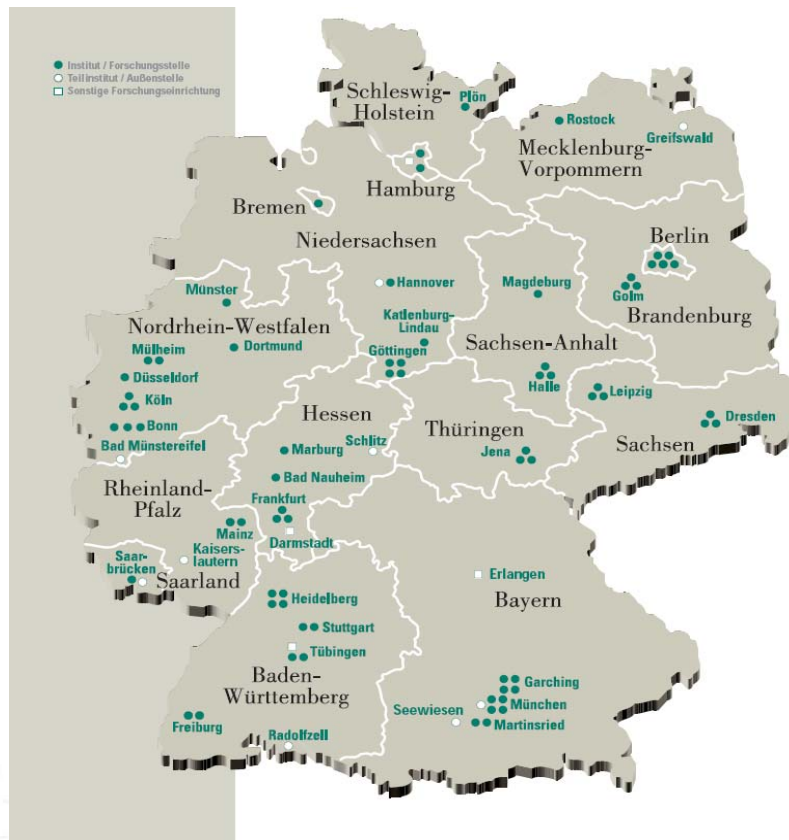 Institut / Forschungsstelle
Teilinstitut / Außenstelle
Sonstige Forschungseinrichtung
Schleswig-
Holstein
Plön
Rostock
Greifswald
Mecklenburg-
Vorpommern
Hamburg
Bremen
Niedersachsen
Berlin
Hannover
Magdeburg
Golm
Brandenburg
Münster
Katlenburg-
Lindau
Nordrhein-Westfalen
Dortmund
Sachsen-Anhalt
Göttingen
Mülheim
Düsseldorf
Halle
Leipzig
Köln
Hessen
Dresden
Bonn
Thüringen
Sachsen
Bad Münstereifel
Marburg
Schlitz
Jena
Bad Nauheim
Rheinland-
Pfalz
Frankfurt
Mainz
Darmstadt
Kaisers-
lautern
Saar-
brücken
Saarland
Erlangen
Bayern
Heidelberg
Stuttgart
Tübingen
Baden-
Württemberg
Garching
München
Seewiesen
Martinsried
Freiburg
Radolfzell